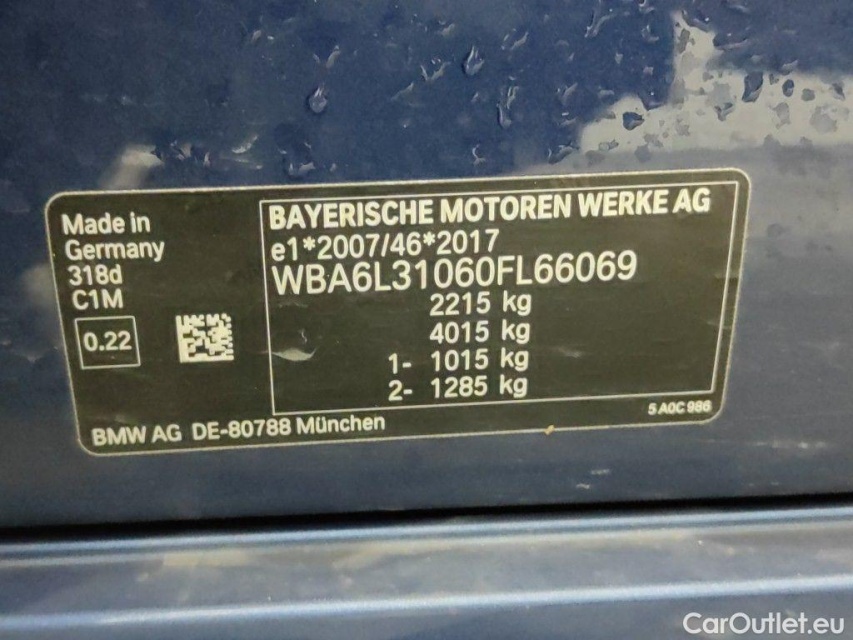 Made in
Germany
318d
C1M
0.22
BAYERISCHE MOTOREN WERKE AG
e1*2007/46*2017
WBA6L31060FL66069
2215 kg
4015 kg
1- 1015 kg
2- 1285 kg
BMW AG DE-80788 München
5 A0C 986
CarOutlet.eu